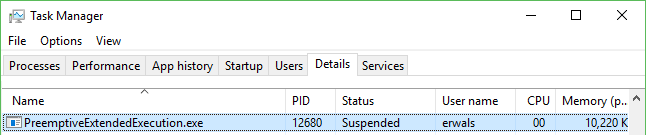 Task Manager
File Options View
Processes Performance App history Startup Users Details Services
Name PID Status User name CPU Memory (p...
PreemptiveExtendedExecution.exe 12680 Suspended erwals 00 10,220 K